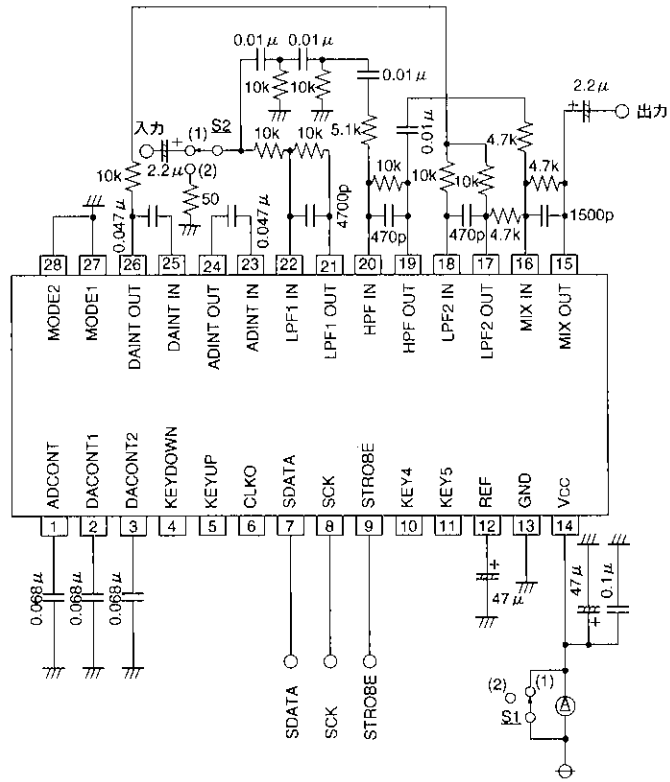 0.01μ 0.01μ
10k 10k
0.01μ
2.2μ
+ 出力
入力
+ (1) S2
2.2μ (2)
50
10k 10k
5.1k
0.01μ
4.7k
4.7k
10k
10k
10k
10k
4.7k
0.047μ
0.047μ
4700p
470p
470p
1500p
28 27 26 25 24 23 22 21 20 19 18 17 16 15
MODE2
MODE1
DAINT OUT
DAINT IN
ADINT OUT
ADINT IN
LPF1 IN
LPF1 OUT
HPF IN
HPF OUT
LPF2 IN
LPF2 OUT
MIX IN
MIX OUT
ADCONT
DACONT1
DACONT2
KEYDOWN
KEYUP
CLKO
SDATA
SCK
STROBE
KEY4
KEY5
REF
GND
VCC
1 2 3 4 5 6 7 8 9 10 11 12 13 14
0.068μ
0.068μ
0.068μ
+
47μ
47μ
+
0.1μ
(2) (1)
S1
A
SDATA
SCK
STROBE